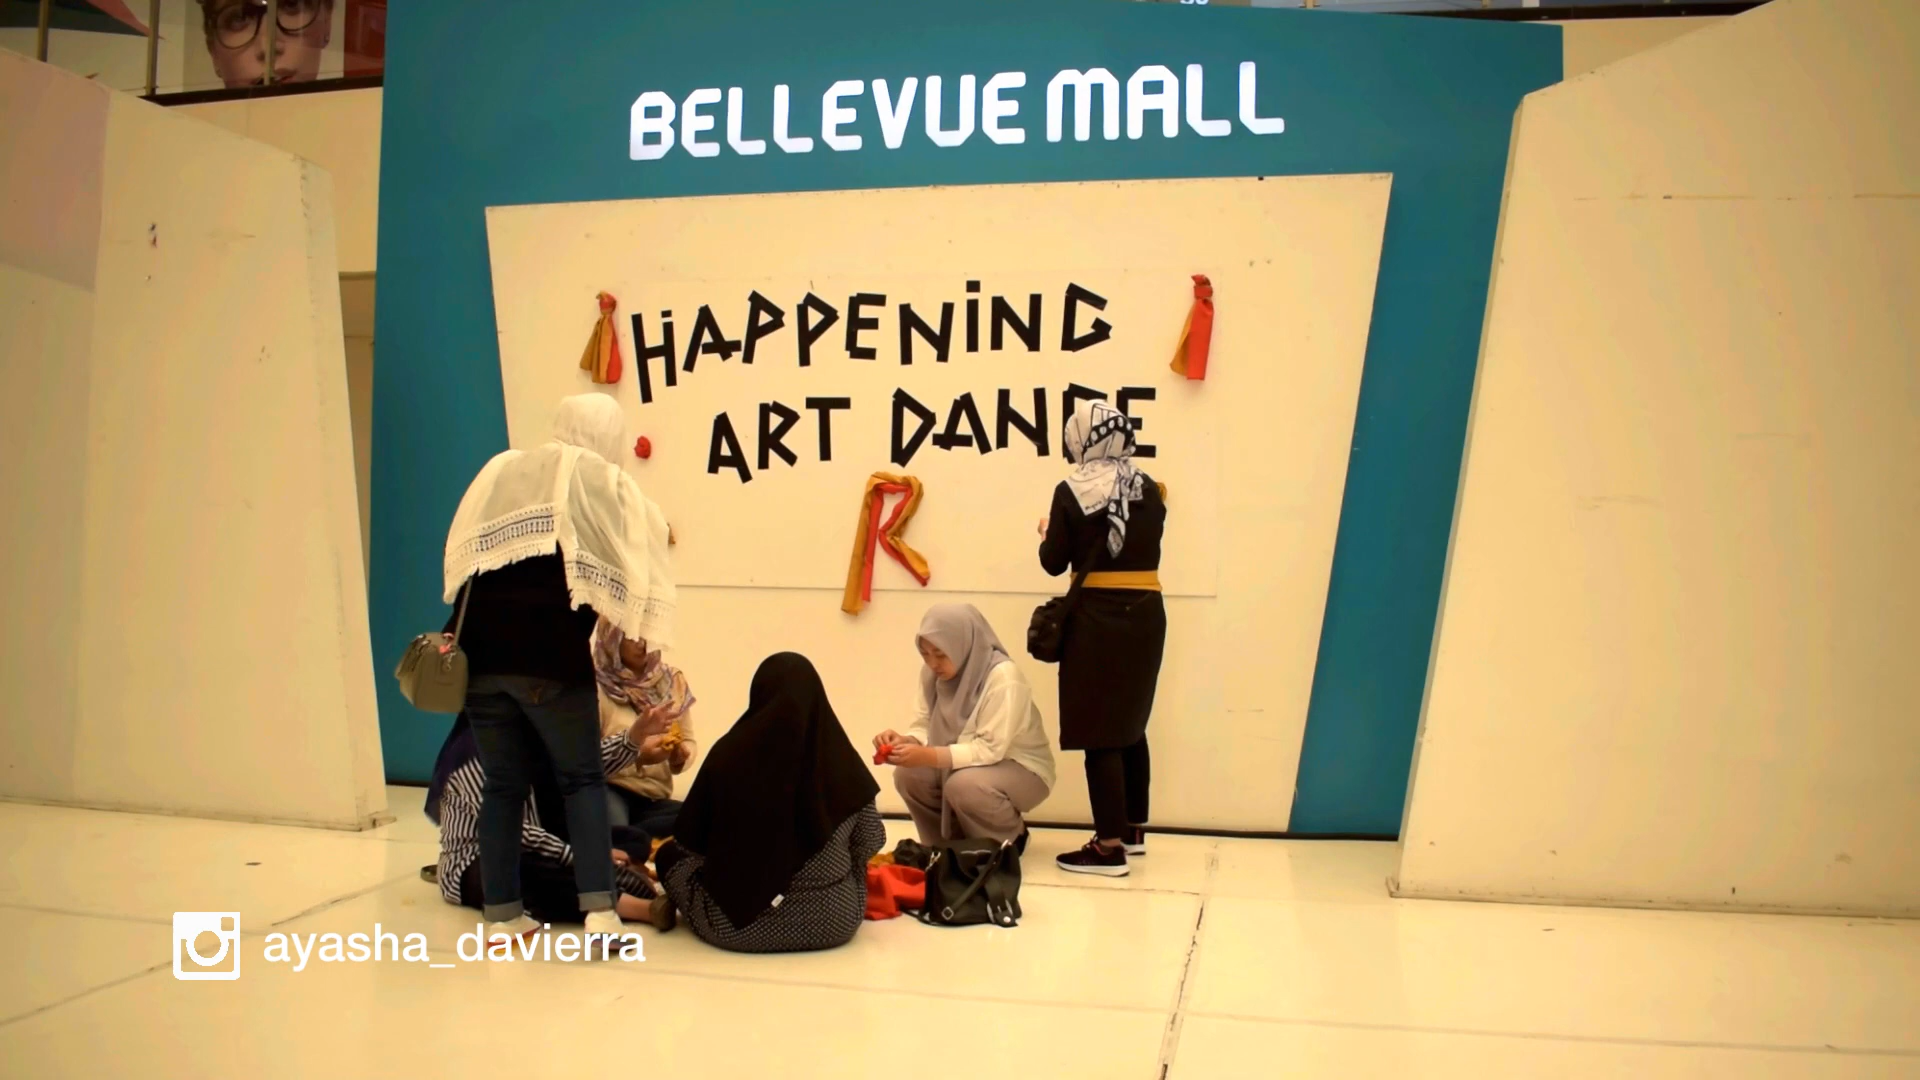 BELLEVUE MALL
HAPPENING
ART DANCE
R
ayasha_davierra